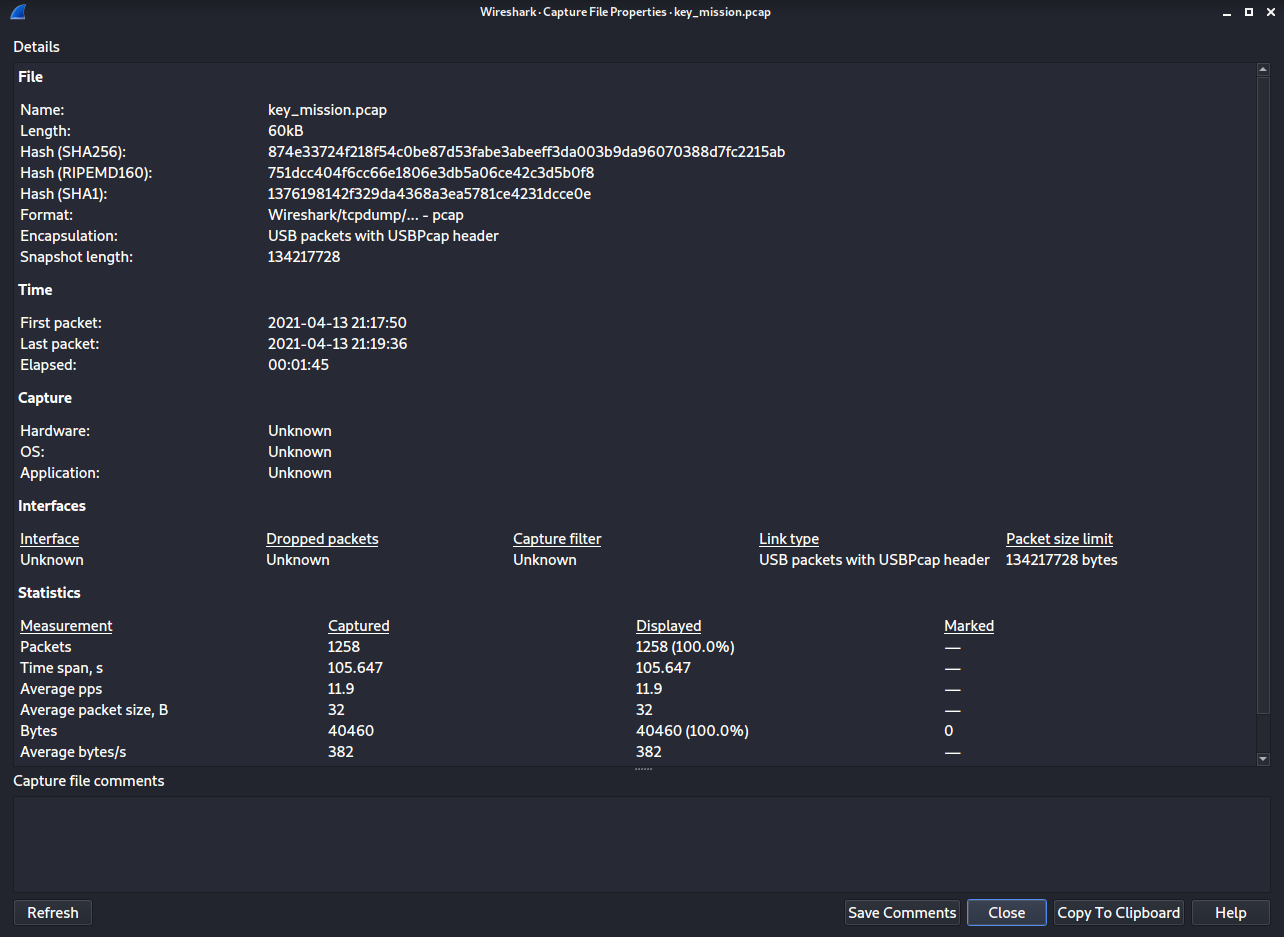 Wireshark · Capture File Properties · key_mission.pcap
Details
File
Name: key_mission.pcap
Length: 60kB
Hash (SHA256): 874e33724f218f54c0be87d53fabe3abeeff3da003b9da96070388d7fc2215ab
Hash (RIPEMD160): 751dcc404f6cc66e1806e3db5a06ce42c3d5b0f8
Hash (SHA1): 1376198142f329da4368a3ea5781ce4231dcce0e
Format: Wireshark/tcpdump/... - pcap
Encapsulation: USB packets with USBPcap header
Snapshot length: 134217728
Time
First packet: 2021-04-13 21:17:50
Last packet: 2021-04-13 21:19:36
Elapsed: 00:01:45
Capture
Hardware: Unknown
OS: Unknown
Application: Unknown
Interfaces
Interface Dropped packets Capture filter Link type Packet size limit
Unknown Unknown Unknown USB packets with USBPcap header 134217728 bytes
Statistics
Measurement Captured Displayed Marked
Packets 1258 1258 (100.0%) —
Time span, s 105.647 105.647 —
Average pps 11.9 11.9 —
Average packet size, B 32 32 —
Bytes 40460 40460 (100.0%) 0
Average bytes/s 382 382 —
Capture file comments
Refresh Save Comments Close Copy To Clipboard Help